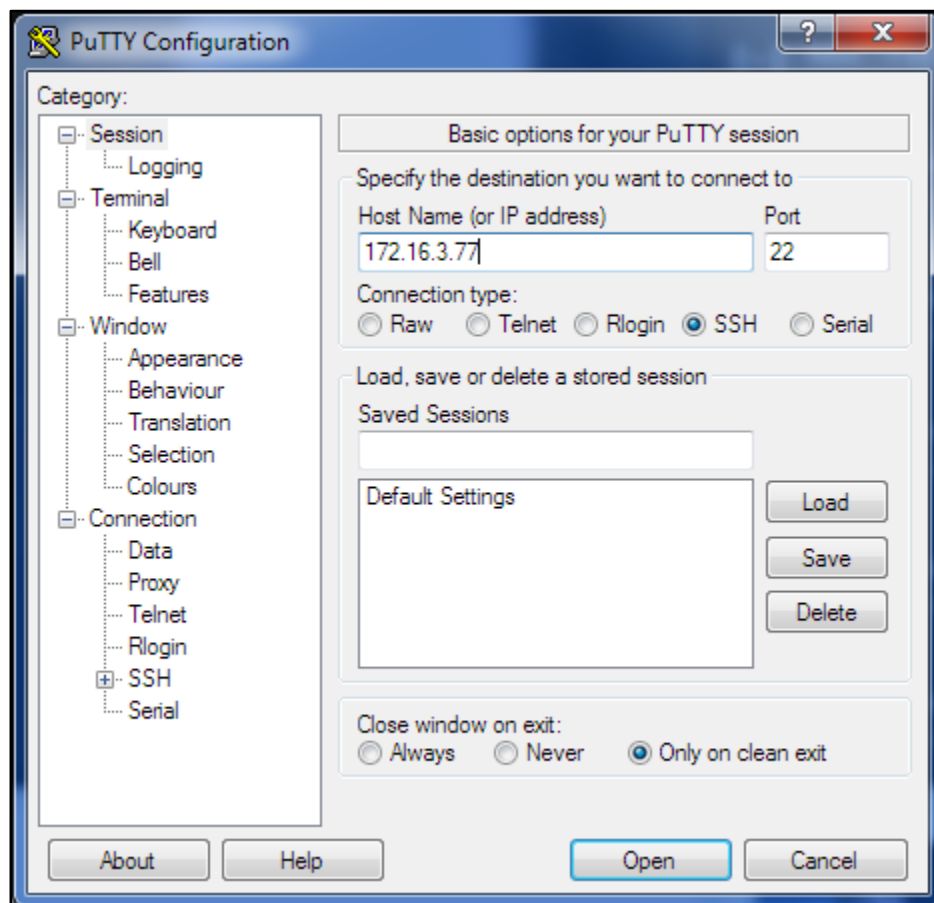 PuTTY Configuration
?
X
Category:
Session
Logging
Terminal
Keyboard
Bell
Features
Window
Appearance
Behaviour
Translation
Selection
Colours
Connection
Data
Proxy
Telnet
Rlogin
SSH
Serial
Basic options for your PuTTY session
Specify the destination you want to connect to
Host Name (or IP address) Port
172.16.3.77 22
Connection type:
Raw Telnet Rlogin SSH Serial
Load, save or delete a stored session
Saved Sessions
Default Settings
Load
Save
Delete
Close window on exit:
Always Never Only on clean exit
About Help Open Cancel